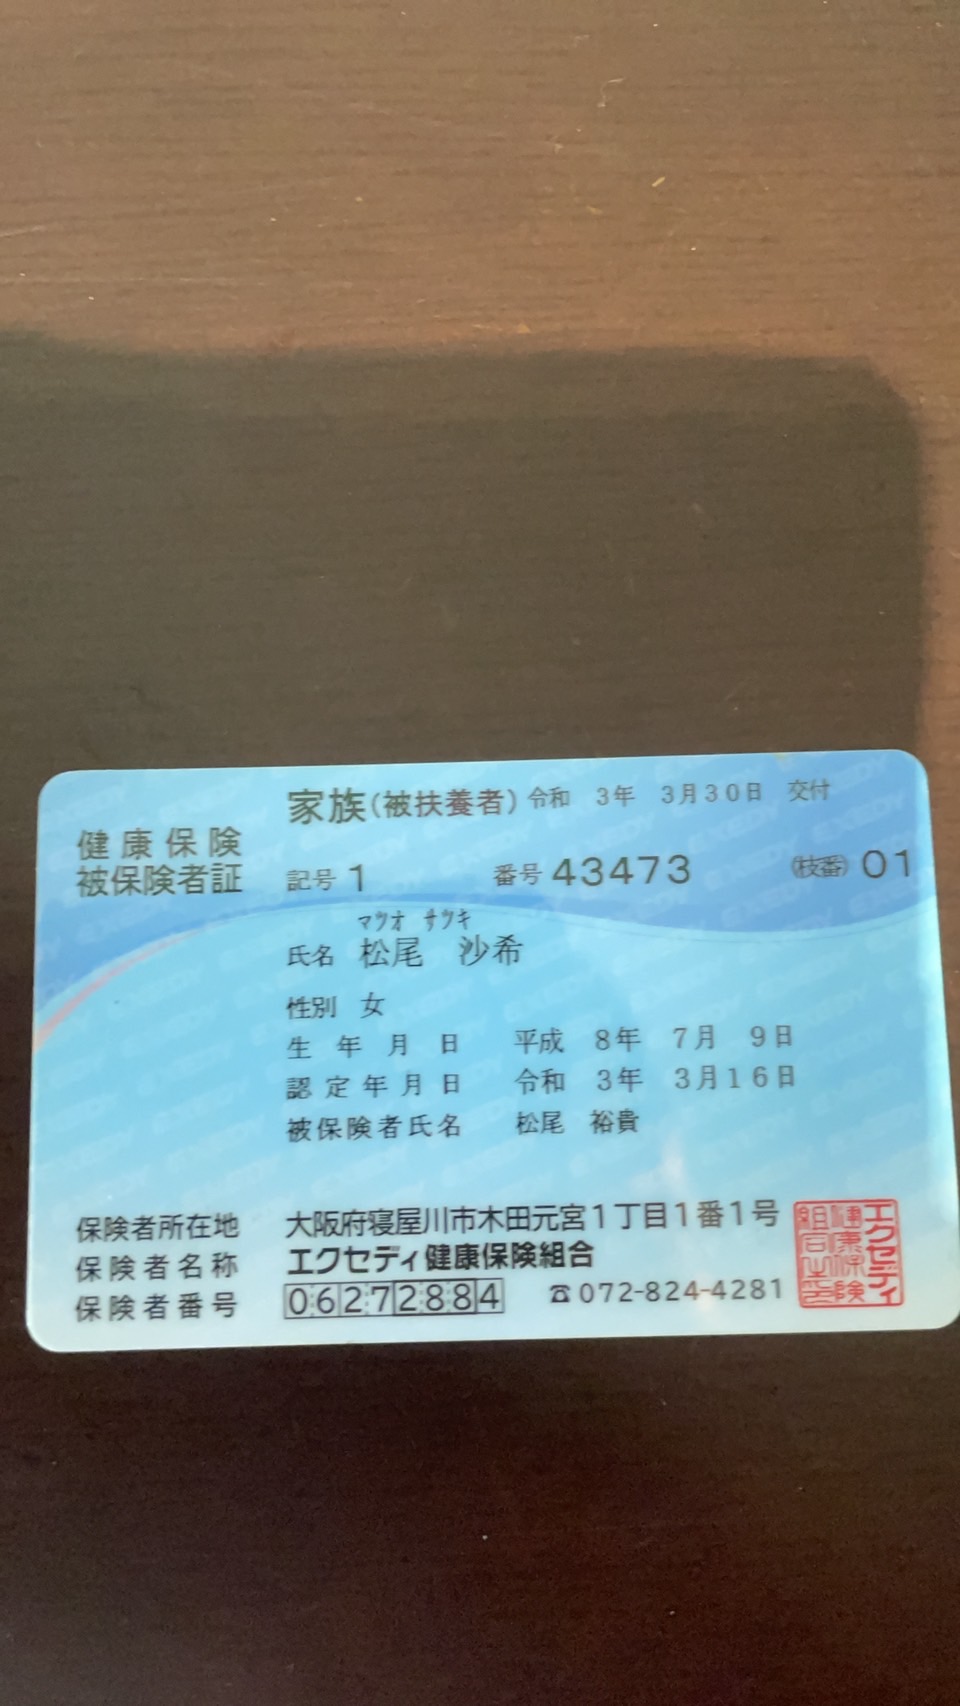 家族(被扶養者) 令和 3年 3月30日 交付
健康保険
被保険者証
記号 1 番号 43473 (枝番) 01
マツオ サツキ
氏名 松尾 沙希
性別 女
生年月日 平成 8年 7月 9日
認定年月日 令和 3年 3月16日
被保険者氏名 松尾 裕貴
保険者所在地 大阪府寝屋川市木田元宮1丁目1番1号
保険者名称 エクセディ健康保険組合
保険者番号 06272884 ☎072-824-4281
エクセディ
健康保険
EXEDY